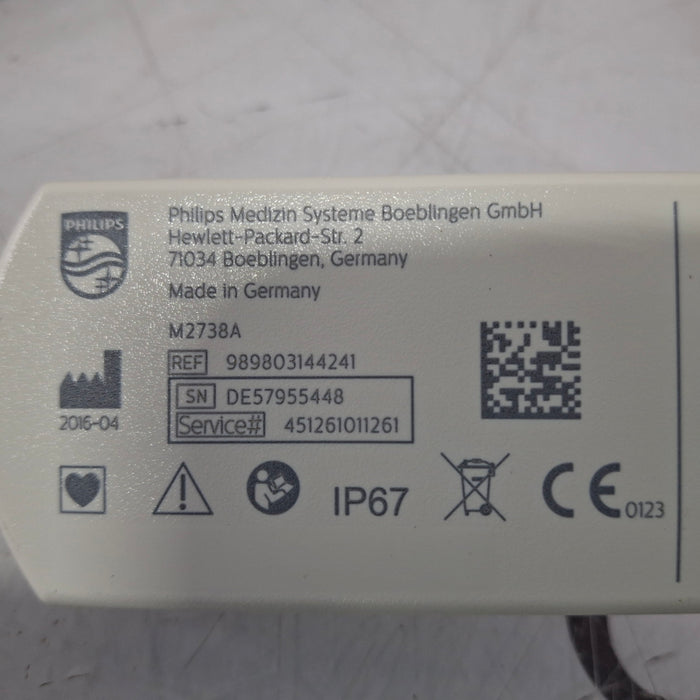 PHILIPS
Philips Medizin Systeme Boeblingen GmbH
Hewlett-Packard-Str. 2
71034 Boeblingen, Germany
Made in Germany
M2738A
REF 989803144241
SN DE57955448
Service# 451261011261
2016-04
IP67
CE 0123